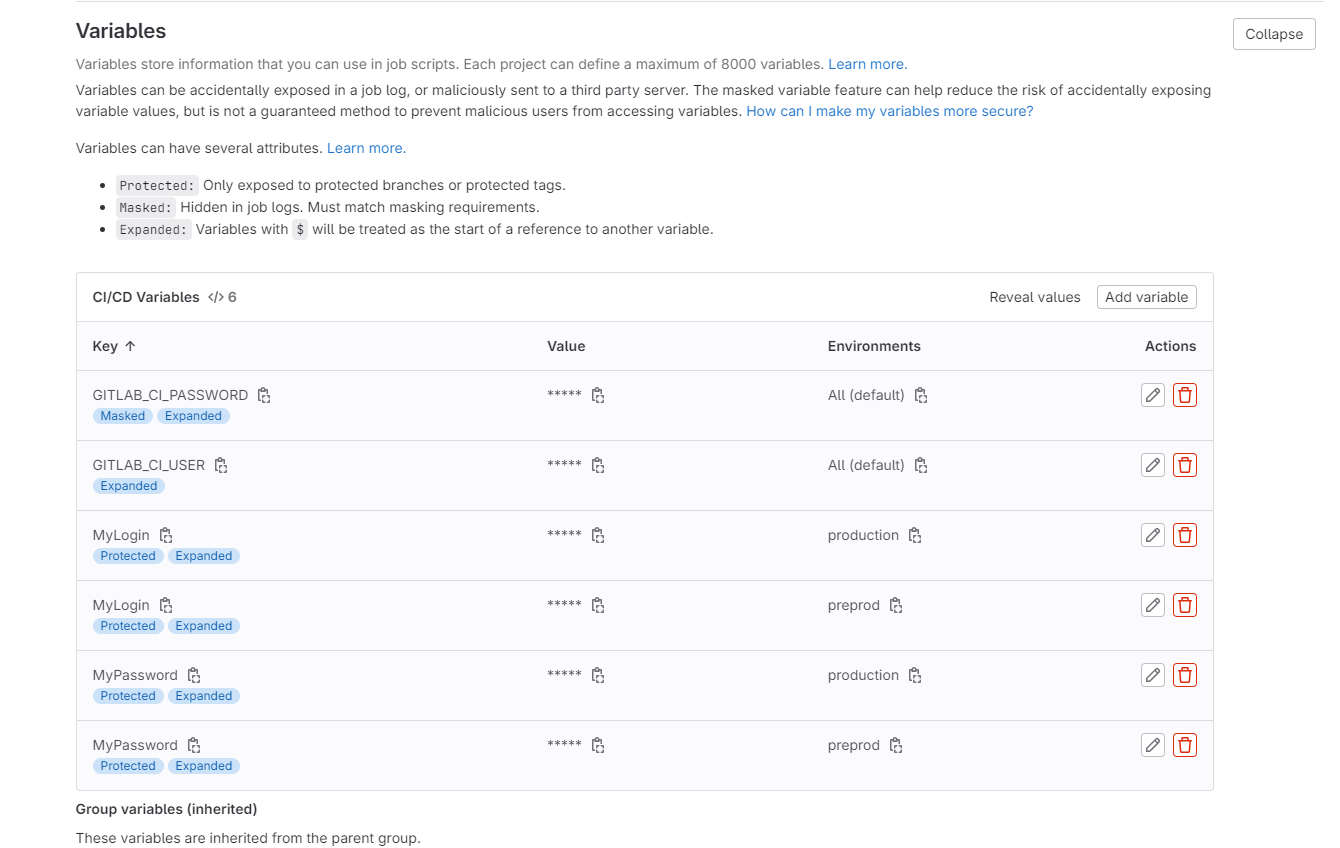 Variables
Collapse
Variables store information that you can use in job scripts. Each project can define a maximum of 8000 variables. Learn more.
Variables can be accidentally exposed in a job log, or maliciously sent to a third party server. The masked variable feature can help reduce the risk of accidentally exposing
variable values, but is not a guaranteed method to prevent malicious users from accessing variables. How can I make my variables more secure?
Variables can have several attributes. Learn more.
• Protected: Only exposed to protected branches or protected tags.
• Masked: Hidden in job logs. Must match masking requirements.
• Expanded: Variables with $ will be treated as the start of a reference to another variable.
CI/CD Variables </> 6 Reveal values Add variable
Key ↑ Value Environments Actions
GITLAB_CI_PASSWORD ***** All (default)
Masked Expanded
GITLAB_CI_USER ***** All (default)
Expanded
MyLogin ***** production
Protected Expanded
MyLogin ***** preprod
Protected Expanded
MyPassword ***** production
Protected Expanded
MyPassword ***** preprod
Protected Expanded
Group variables (inherited)
These variables are inherited from the parent group.